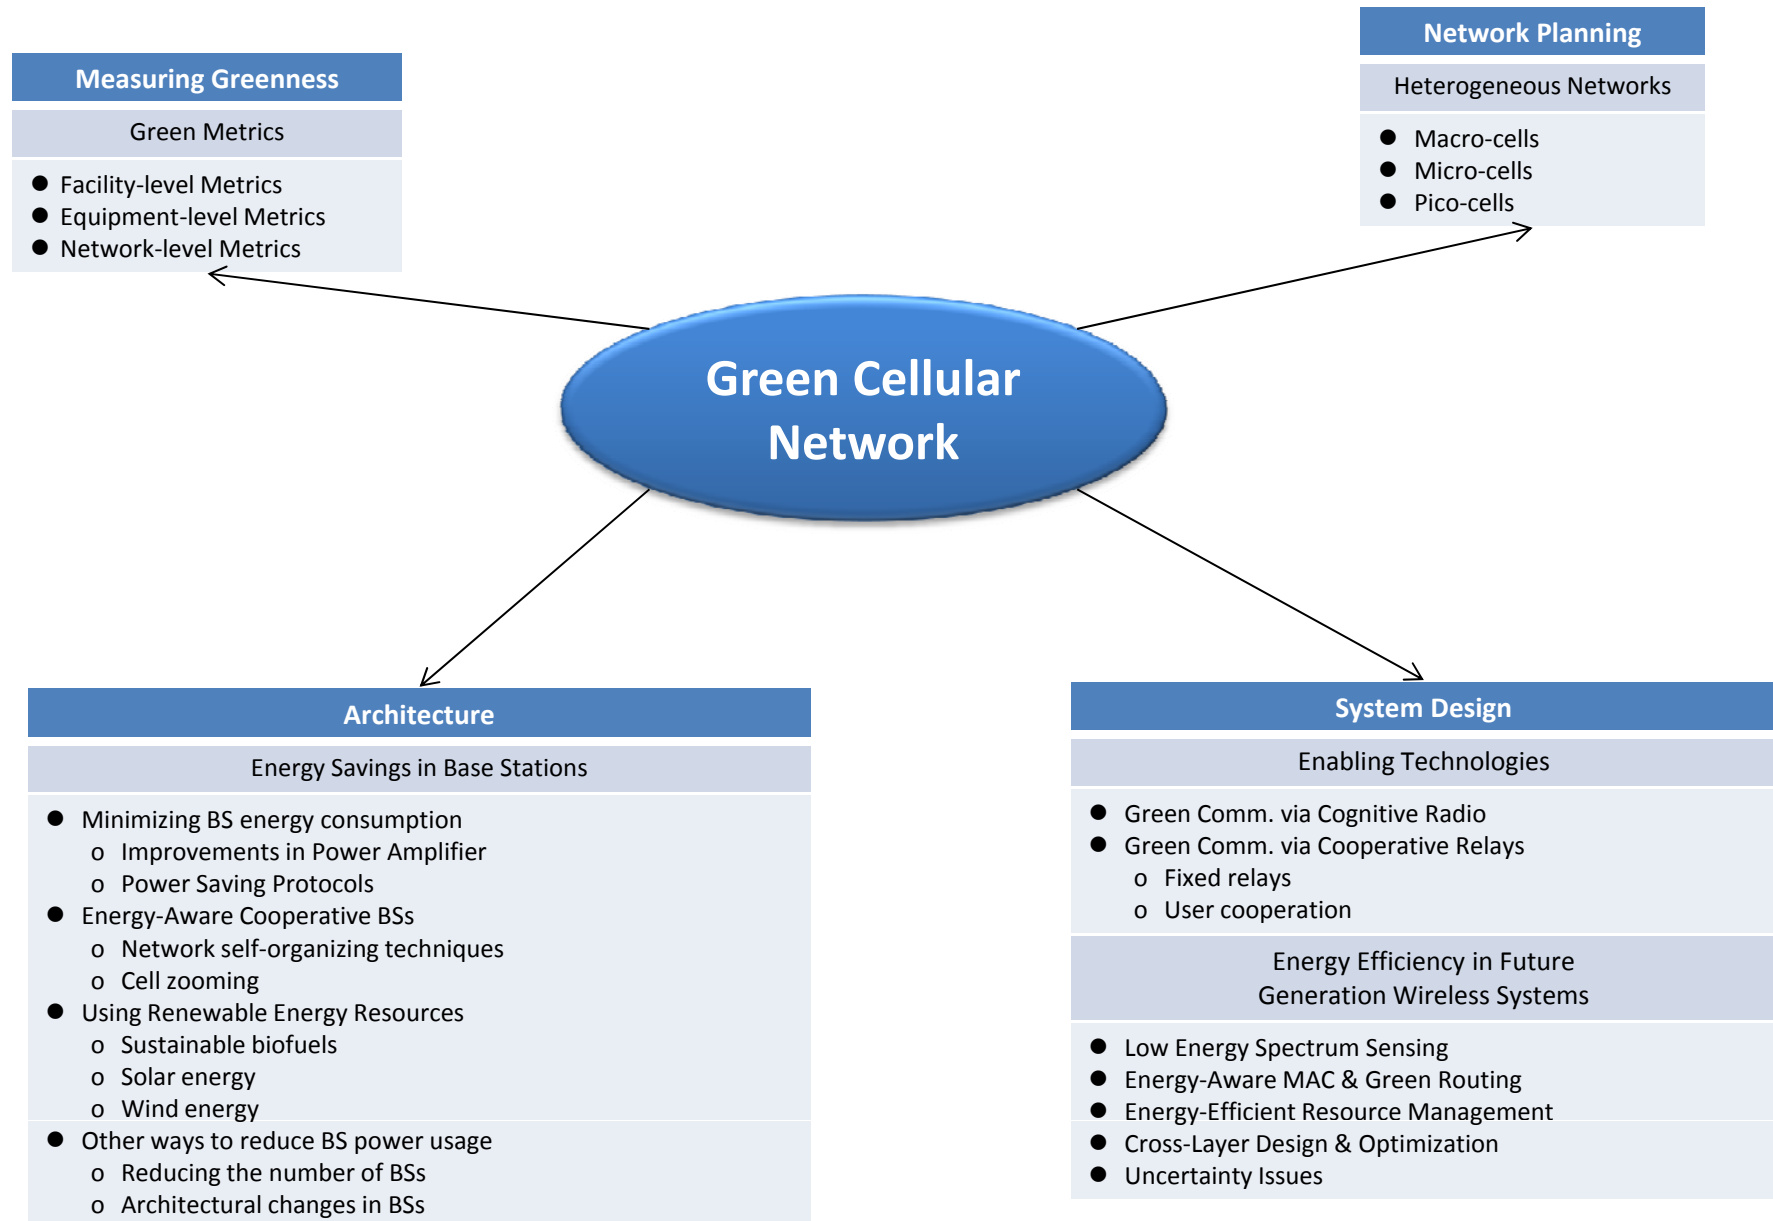 Network Planning
Heterogeneous Networks
● Macro-cells
● Micro-cells
● Pico-cells
Measuring Greenness
Green Metrics
● Facility-level Metrics
● Equipment-level Metrics
● Network-level Metrics
Green Cellular
Network
Architecture
Energy Savings in Base Stations
● Minimizing BS energy consumption
o Improvements in Power Amplifier
o Power Saving Protocols
● Energy-Aware Cooperative BSs
o Network self-organizing techniques
o Cell zooming
● Using Renewable Energy Resources
o Sustainable biofuels
o Solar energy
o Wind energy
● Other ways to reduce BS power usage
o Reducing the number of BSs
o Architectural changes in BSs
System Design
Enabling Technologies
● Green Comm. via Cognitive Radio
● Green Comm. via Cooperative Relays
o Fixed relays
o User cooperation
Energy Efficiency in Future
Generation Wireless Systems
● Low Energy Spectrum Sensing
● Energy-Aware MAC & Green Routing
● Energy-Efficient Resource Management
● Cross-Layer Design & Optimization
● Uncertainty Issues